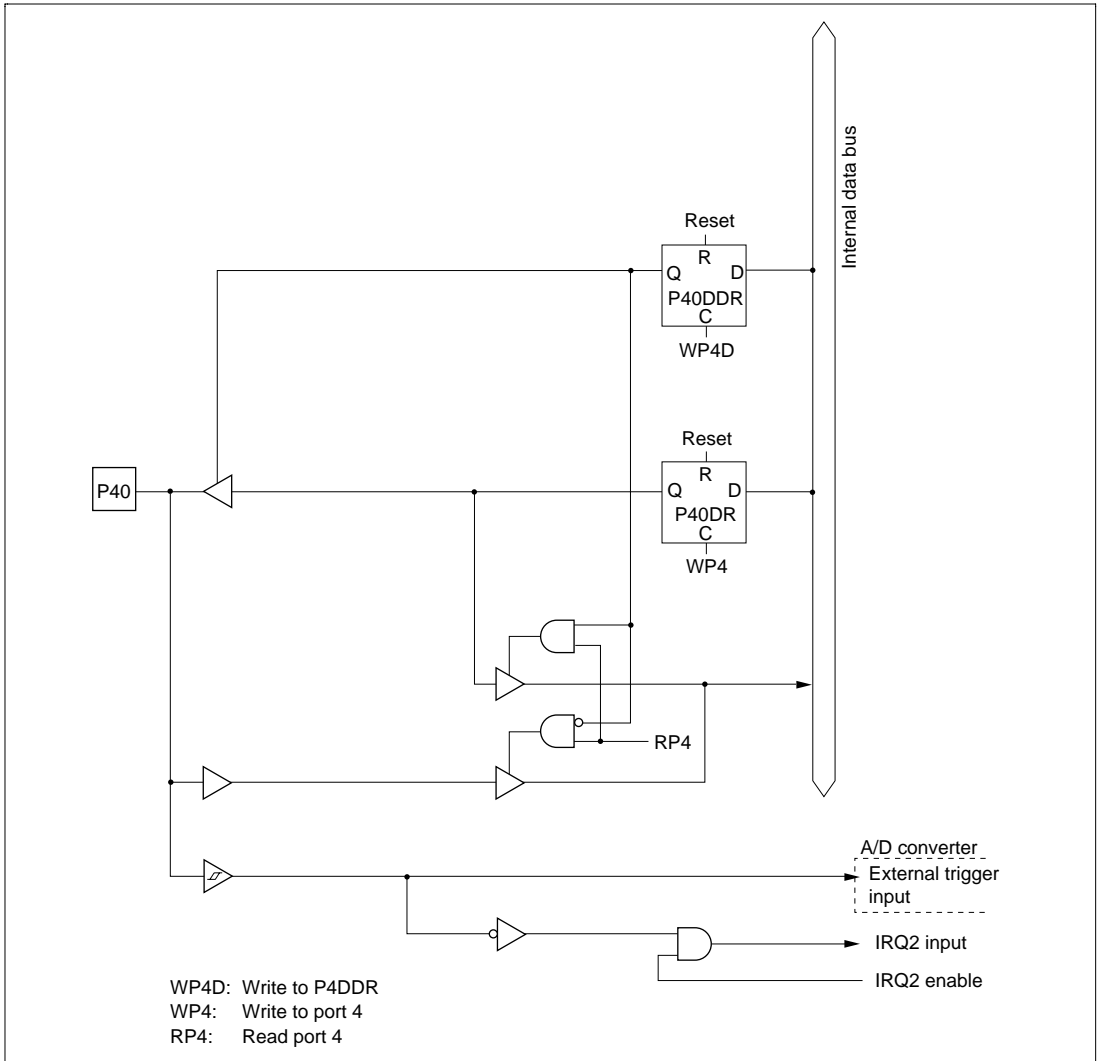 Internal data bus
Reset
R
Q D
P40DDR
C
WP4D
Reset
R
P40
Q D
P40DR
C
WP4
RP4
A/D converter
External trigger
input
IRQ2 input
IRQ2 enable
WP4D: Write to P4DDR
WP4: Write to port 4
RP4: Read port 4